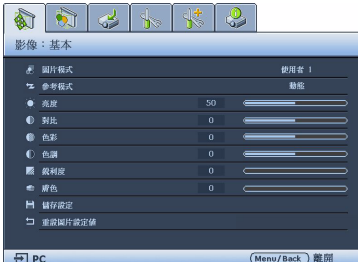 影像：基本
圖片模式 使用者 1
參考模式 動態
亮度 50
對比 0
色彩 0
色調 0
銳利度 0
膚色 0
儲存設定
重設圖片設定值
PC Menu/Back 離開